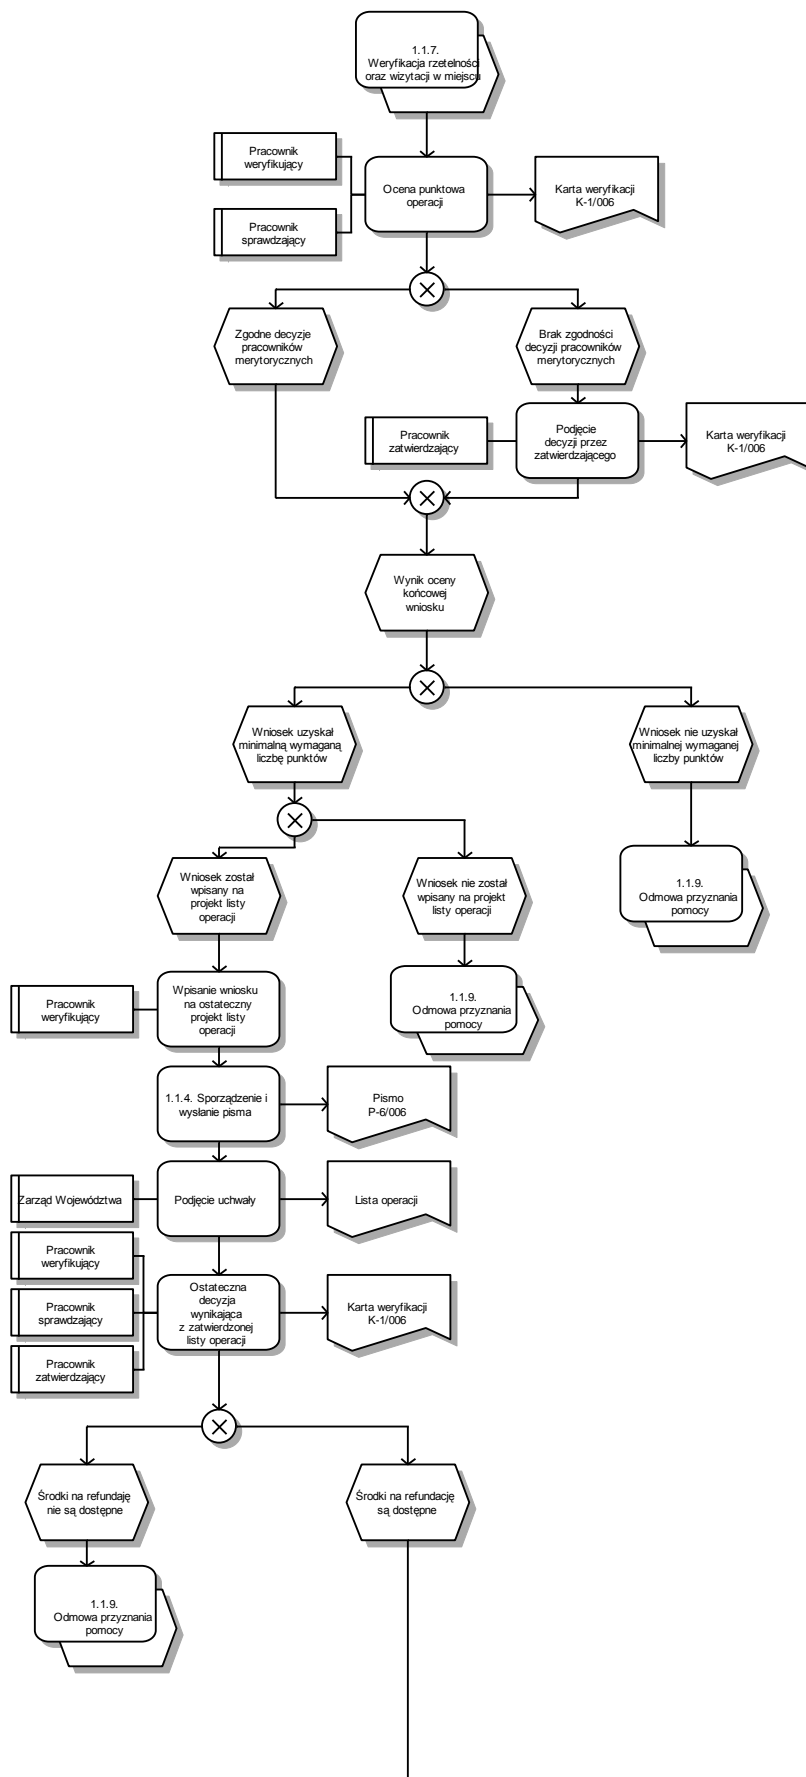 1.1.7.
Weryfikacja rzetelności
oraz wizytacji w miejscu
Pracownik
weryfikujący
Pracownik
sprawdzający
Ocena punktowa
operacji
Karta weryfikacji
K-1/006
Zgodne decyzje
pracowników
merytorycznych
Brak zgodności
decyzji pracowników
merytorycznych
Pracownik
zatwierdzający
Podjęcie
decyzji przez
zatwierdzającego
Karta weryfikacji
K-1/006
Wynik oceny
końcowej
wniosku
Wniosek uzyskał
minimalną wymaganą
liczbę punktów
Wniosek nie uzyskał
minimalnej wymaganej
liczby punktów
1.1.9.
Odmowa przyznania
pomocy
Wniosek został
wpisany na
projekt listy
operacji
Wniosek nie został
wpisany na projekt
listy operacji
1.1.9.
Odmowa przyznania
pomocy
Pracownik
weryfikujący
Wpisanie wniosku
na ostateczny
projekt listy
operacji
1.1.4. Sporządzenie i
wysłanie pisma
Pismo
P-6/006
Zarząd Województwa
Podjęcie uchwały
Lista operacji
Pracownik
weryfikujący
Pracownik
sprawdzający
Pracownik
zatwierdzający
Ostateczna
decyzja
wynikająca
z zatwierdzonej
listy operacji
Karta weryfikacji
K-1/006
Środki na refundaję
nie są dostępne
Środki na refundację
są dostępne
1.1.9.
Odmowa przyznania
pomocy